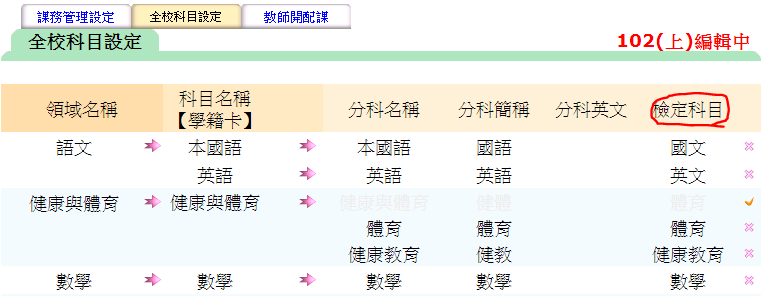 課務管理設定 全校科目設定 教師開配課
全校科目設定 102(上)編輯中
領域名稱 科目名稱【學籍卡】 分科名稱 分科簡稱 分科英文 檢定科目
語文 本國語 本國語 國語 國文
英語 英語 英語 英文
健康與體育 健康與體育 健康與體育 健體 體育
體育 體育 體育
健康教育 健教 健康教育
數學 數學 數學 數學 數學